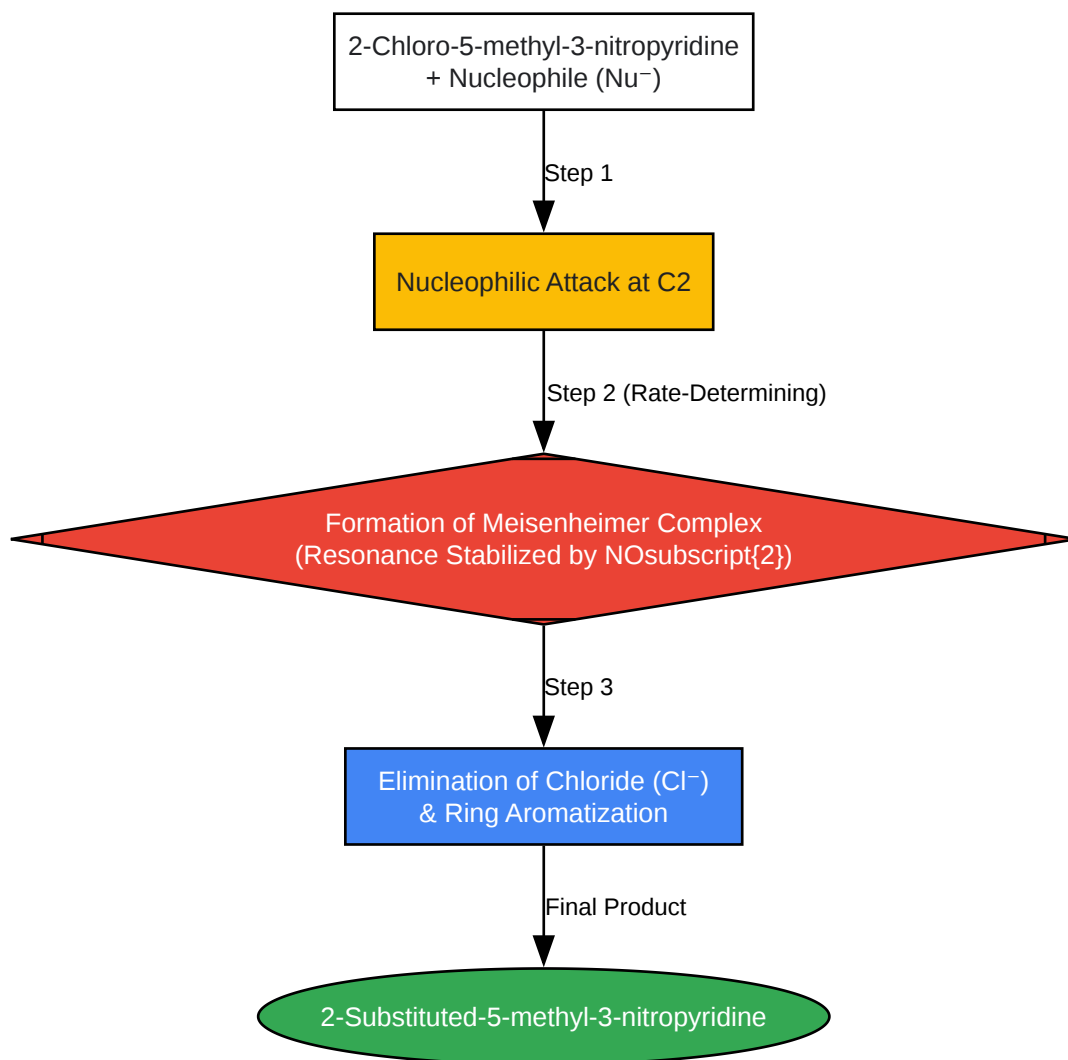 2-Chloro-5-methyl-3-nitropyridine
+ Nucleophile (Nu⁻)
Step 1
Nucleophilic Attack at C2
Step 2 (Rate-Determining)
Formation of Meisenheimer Complex
(Resonance Stabilized by NOsubscript{2})
Step 3
Elimination of Chloride (Cl⁻)
& Ring Aromatization
Final Product
2-Substituted-5-methyl-3-nitropyridine